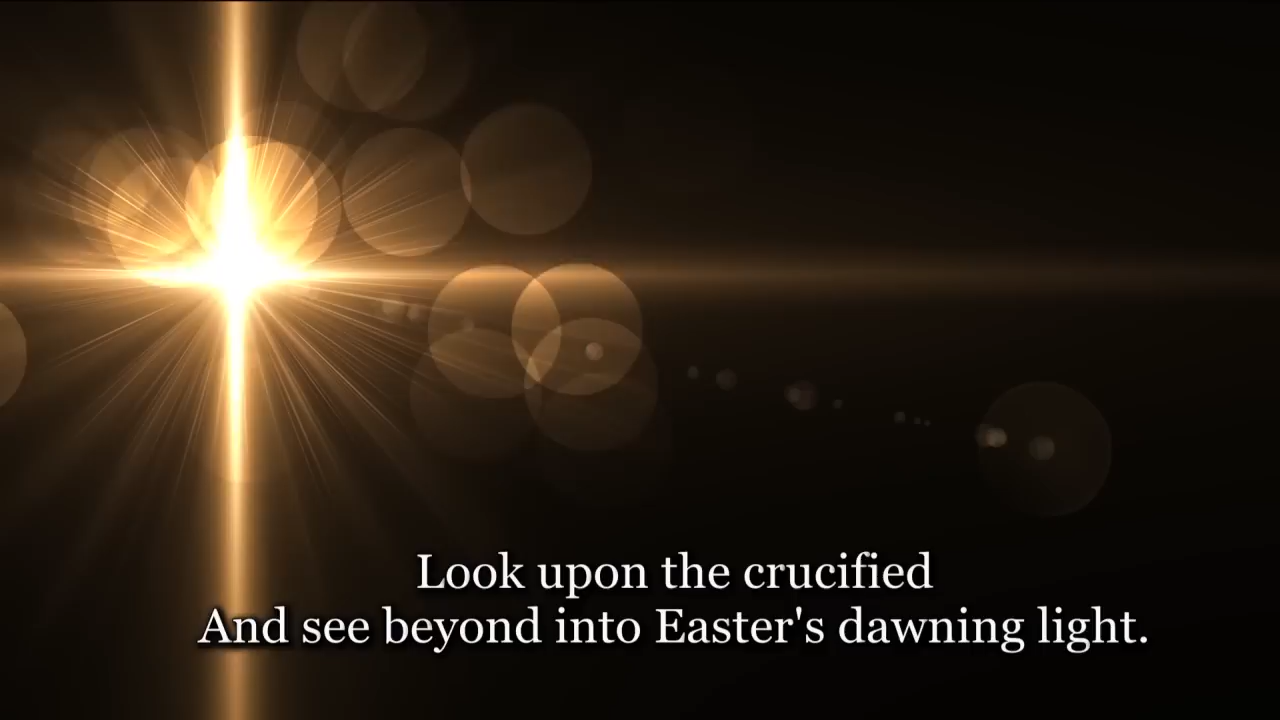 Look upon the crucified
And see beyond into Easter's dawning light.